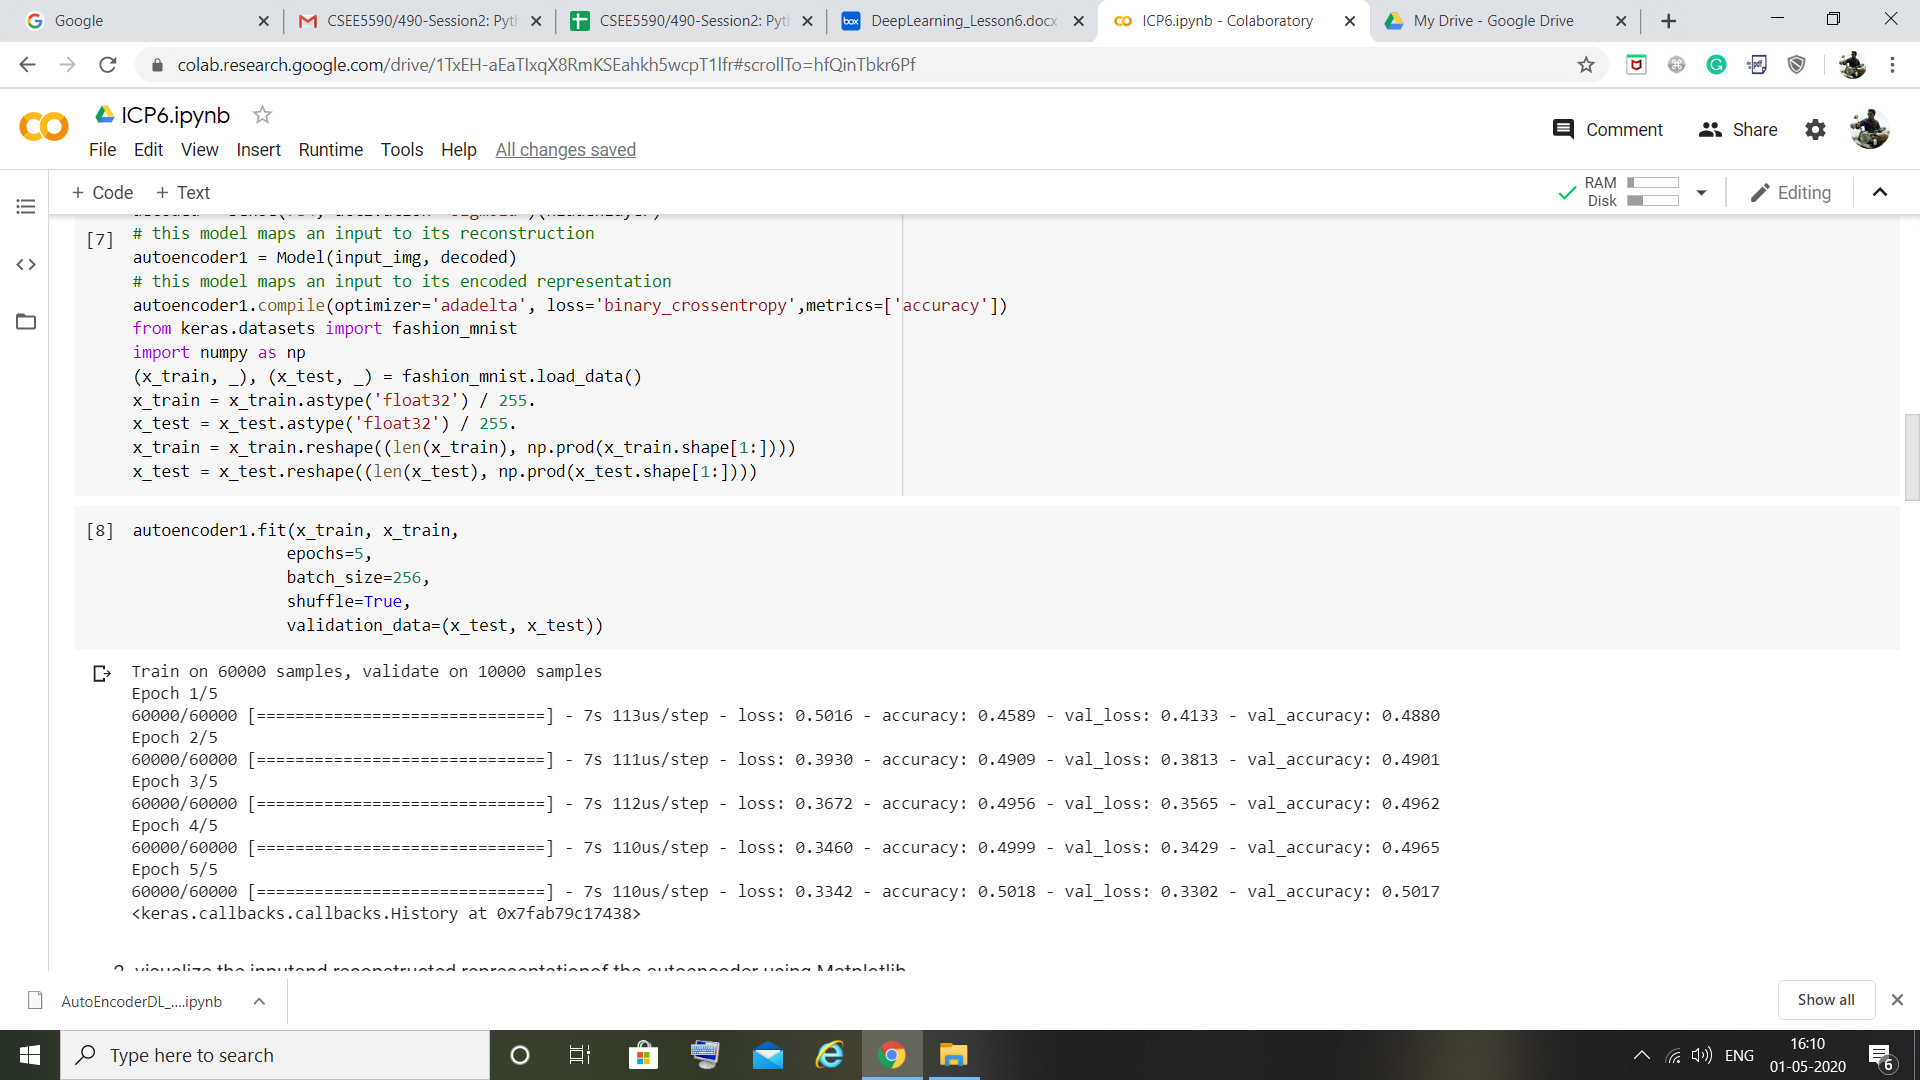 Google
CSEE5590/490-Session2: Pyth
CSEE5590/490-Session2: Pyth
DeepLearning_Lesson6.docx
ICP6.ipynb - Colaboratory
My Drive - Google Drive
colab.research.google.com/drive/1TxEH-aEaTIxqX8RmKSEahkh5wcpT1lfr#scrollTo=hfQinTbkr6Pf
ICP6.ipynb
Comment
Share
File Edit View Insert Runtime Tools Help All changes saved
+ Code + Text
RAM
Disk
Editing
[7]
# this model maps an input to its reconstruction
autoencoder1 = Model(input_img, decoded)
# this model maps an input to its encoded representation
autoencoder1.compile(optimizer='adadelta', loss='binary_crossentropy',metrics=['accuracy'])
from keras.datasets import fashion_mnist
import numpy as np
(x_train, _), (x_test, _) = fashion_mnist.load_data()
x_train = x_train.astype('float32') / 255.
x_test = x_test.astype('float32') / 255.
x_train = x_train.reshape((len(x_train), np.prod(x_train.shape[1:])))
x_test = x_test.reshape((len(x_test), np.prod(x_test.shape[1:])))
[8] autoencoder1.fit(x_train, x_train,
epochs=5,
batch_size=256,
shuffle=True,
validation_data=(x_test, x_test))
Train on 60000 samples, validate on 10000 samples
Epoch 1/5
60000/60000 [==============================] - 7s 113us/step - loss: 0.5016 - accuracy: 0.4589 - val_loss: 0.4133 - val_accuracy: 0.4880
Epoch 2/5
60000/60000 [==============================] - 7s 111us/step - loss: 0.3930 - accuracy: 0.4909 - val_loss: 0.3813 - val_accuracy: 0.4901
Epoch 3/5
60000/60000 [==============================] - 7s 112us/step - loss: 0.3672 - accuracy: 0.4956 - val_loss: 0.3565 - val_accuracy: 0.4962
Epoch 4/5
60000/60000 [==============================] - 7s 110us/step - loss: 0.3460 - accuracy: 0.4999 - val_loss: 0.3429 - val_accuracy: 0.4965
Epoch 5/5
60000/60000 [==============================] - 7s 110us/step - loss: 0.3342 - accuracy: 0.5018 - val_loss: 0.3302 - val_accuracy: 0.5017
<keras.callbacks.callbacks.History at 0x7fab79c17438>
visualize the inputand reconstructed representationof the autoencoder using Matplotlib
AutoEncoderDL_....ipynb
Show all
Type here to search
ENG
16:10
01-05-2020
6